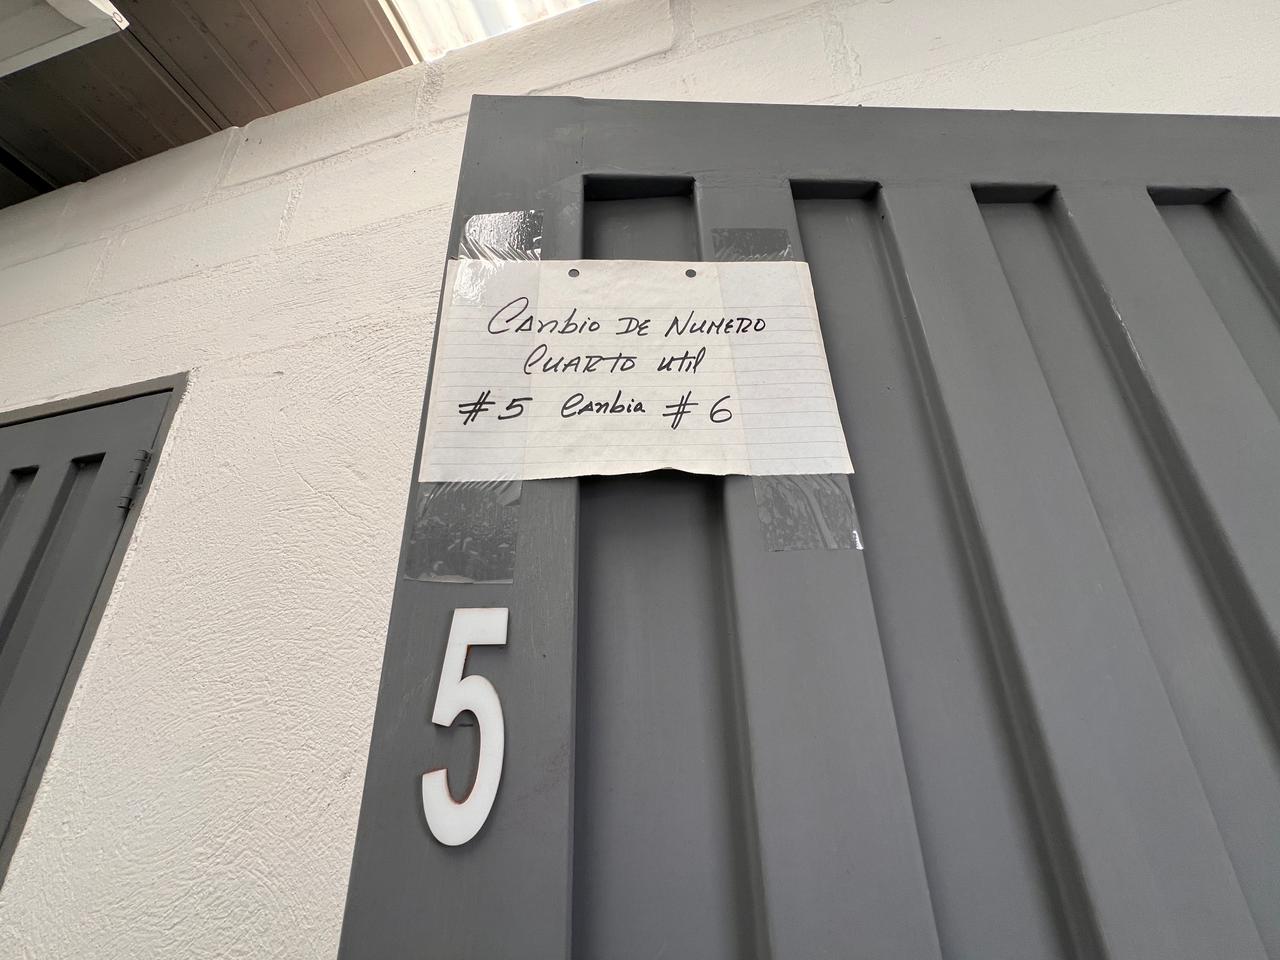 Canbio DE NUMERO
CUARTO util
#5 Canbia #6
5